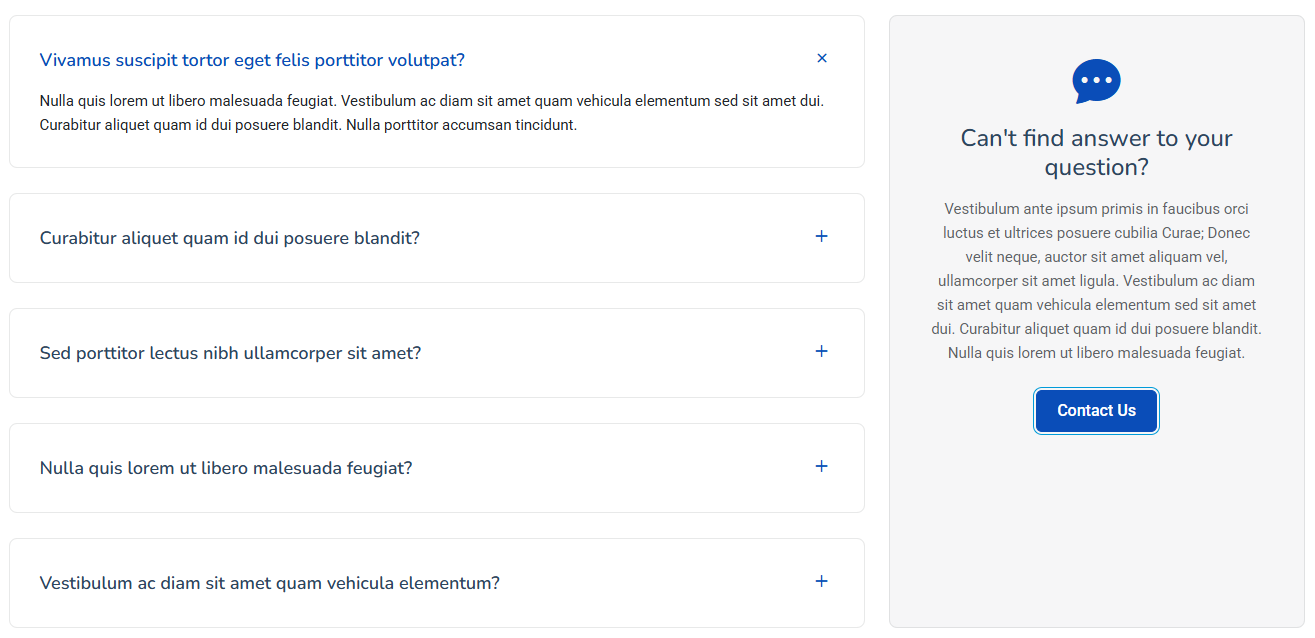 Vivamus suscipit tortor eget felis porttitor volutpat?
Nulla quis lorem ut libero malesuada feugiat. Vestibulum ac diam sit amet quam vehicula elementum sed sit amet dui.
Curabitur aliquet quam id dui posuere blandit. Nulla porttitor accumsan tincidunt.
Curabitur aliquet quam id dui posuere blandit?
Sed porttitor lectus nibh ullamcorper sit amet?
Nulla quis lorem ut libero malesuada feugiat?
Vestibulum ac diam sit amet quam vehicula elementum?
Can't find answer to your
question?
Vestibulum ante ipsum primis in faucibus orci
luctus et ultrices posuere cubilia Curae; Donec
velit neque, auctor sit amet aliquam vel,
ullamcorper sit amet ligula. Vestibulum ac diam
sit amet quam vehicula elementum sed sit amet
dui. Curabitur aliquet quam id dui posuere blandit.
Nulla quis lorem ut libero malesuada feugiat.
Contact Us